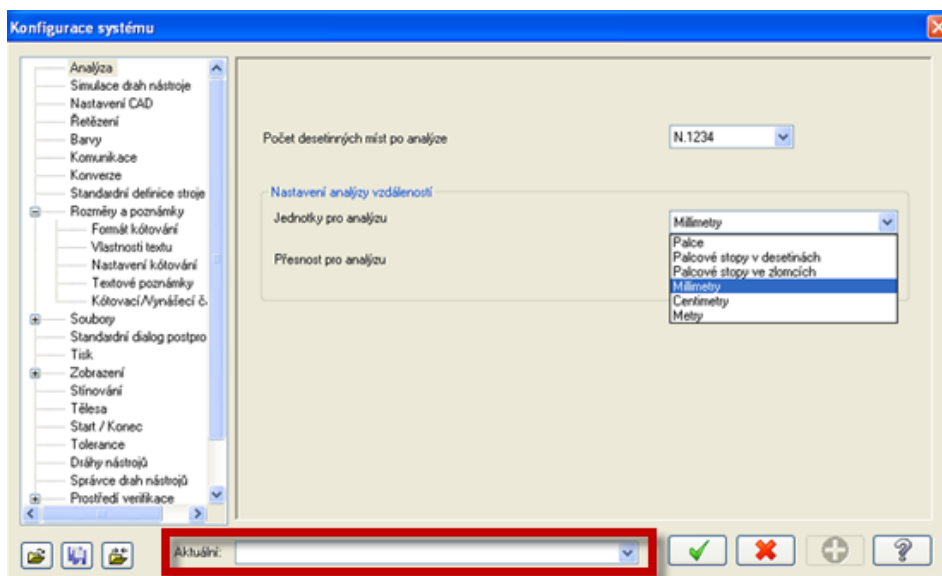 Konfigurace systému
Analýza
Simulace drah nástroje
Nastavení CAD
Řetězení
Barvy
Komunikace
Konverze
Standardní definice stroje
Rozměry a poznámky
Formát kótování
Vlastnosti textu
Nastavení kótování
Textové poznámky
Kótovací/Vynášecí č
Soubory
Standardní dialog postpro
Tisk
Zobrazení
Stínování
Tělesa
Start / Konec
Tolerance
Dráhy nástrojů
Správce drah nástrojů
Prostředí verifikace
Počet desetinných míst po analýze
N.1234
Nastavení analýzy vzdáleností
Jednotky pro analýzu
Millimetry
Palce
Palcové stopy v desetinách
Palcové stopy ve zlomcích
Millimetry
Centimetry
Metry
Přesnost pro analýzu
Aktuální: